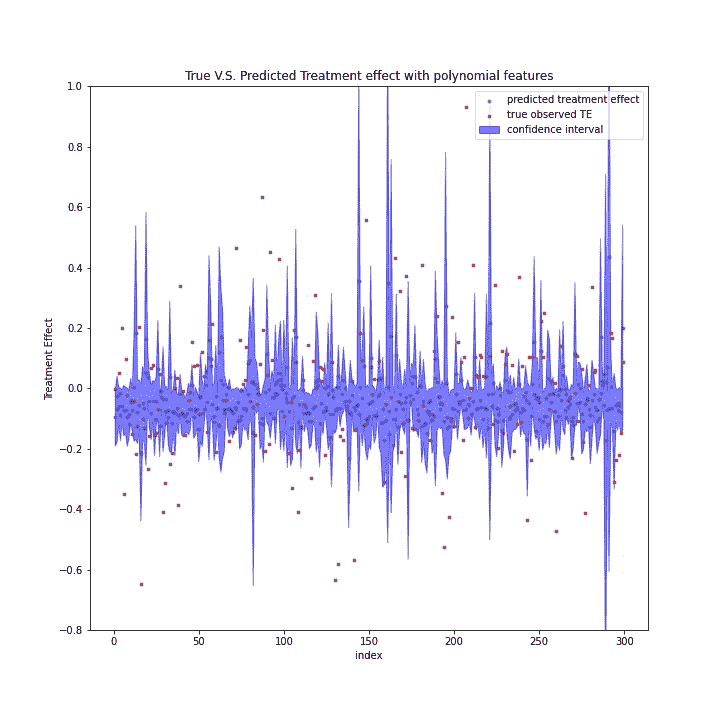 True V.S. Predicted Treatment effect with polynomial features
predicted treatment effect
true observed TE
confidence interval
Treatment Effect
1.0
0.8
0.6
0.4
0.2
0.0
−0.2
−0.4
−0.6
−0.8
0 50 100 150 200 250 300
index